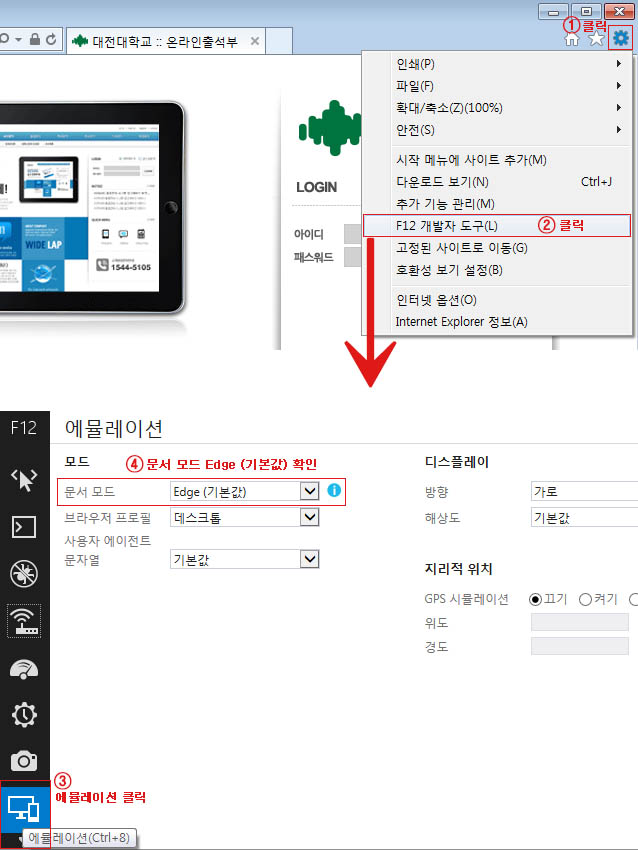 ① 클릭
대전대학교 :: 온라인출석부
인쇄(P)
파일(F)
확대/축소(Z)(100%)
안전(S)
시작 메뉴에 사이트 추가(M)
다운로드 보기(N) Ctrl+J
추가 기능 관리(M)
F12 개발자 도구(L) ② 클릭
고정된 사이트로 이동(G)
호환성 보기 설정(B)
인터넷 옵션(O)
Internet Explorer 정보(A)
LOGIN
아이디
패스워드
WIDE LAP
1544-5105
F12 에뮬레이션
모드 ④ 문서 모드 Edge (기본값) 확인
문서 모드 Edge (기본값)
브라우저 프로필 데스크톱
사용자 에이전트
문자열 기본값
디스플레이
방향 가로
해상도 기본값
지리적 위치
GPS 시뮬레이션 끄기 켜기
위도
경도
③
에뮬레이션 클릭
에뮬레이션(Ctrl+8)